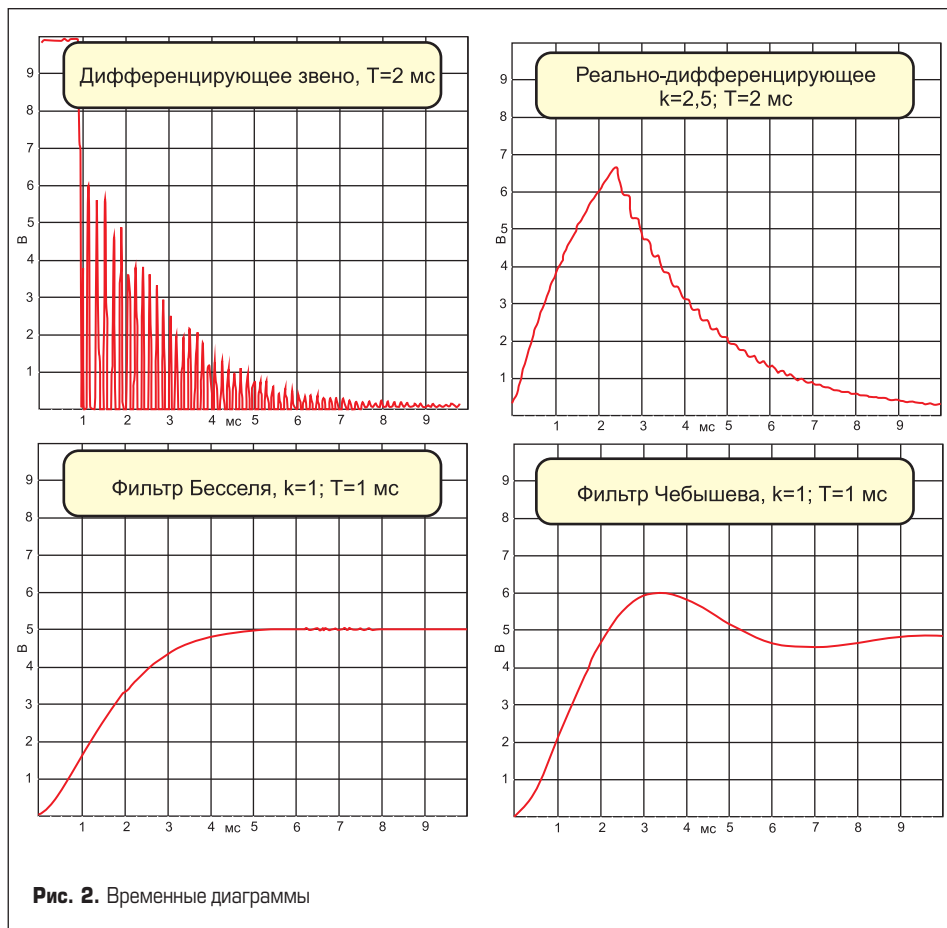 Дифференцирующее звено, T=2 мс
9
8
7
6
5
В
4
3
2
1
1 2 3 мс 4 5 6 7 8 9
Реально-дифференцирующее
k=2,5; T=2 мс
9
8
7
6
5
В
4
3
2
1
1 2 3 4 мс 5 6 7 8 9
Фильтр Бесселя, k=1; T=1 мс
9
8
7
6
5
В
4
3
2
1
1 2 3 мс 4 5 6 7 8 9
Фильтр Чебышева, k=1; T=1 мс
9
8
7
6
5
В
4
3
2
1
1 2 3 4 мс 5 6 7 8 9
Рис. 2. Временные диаграммы